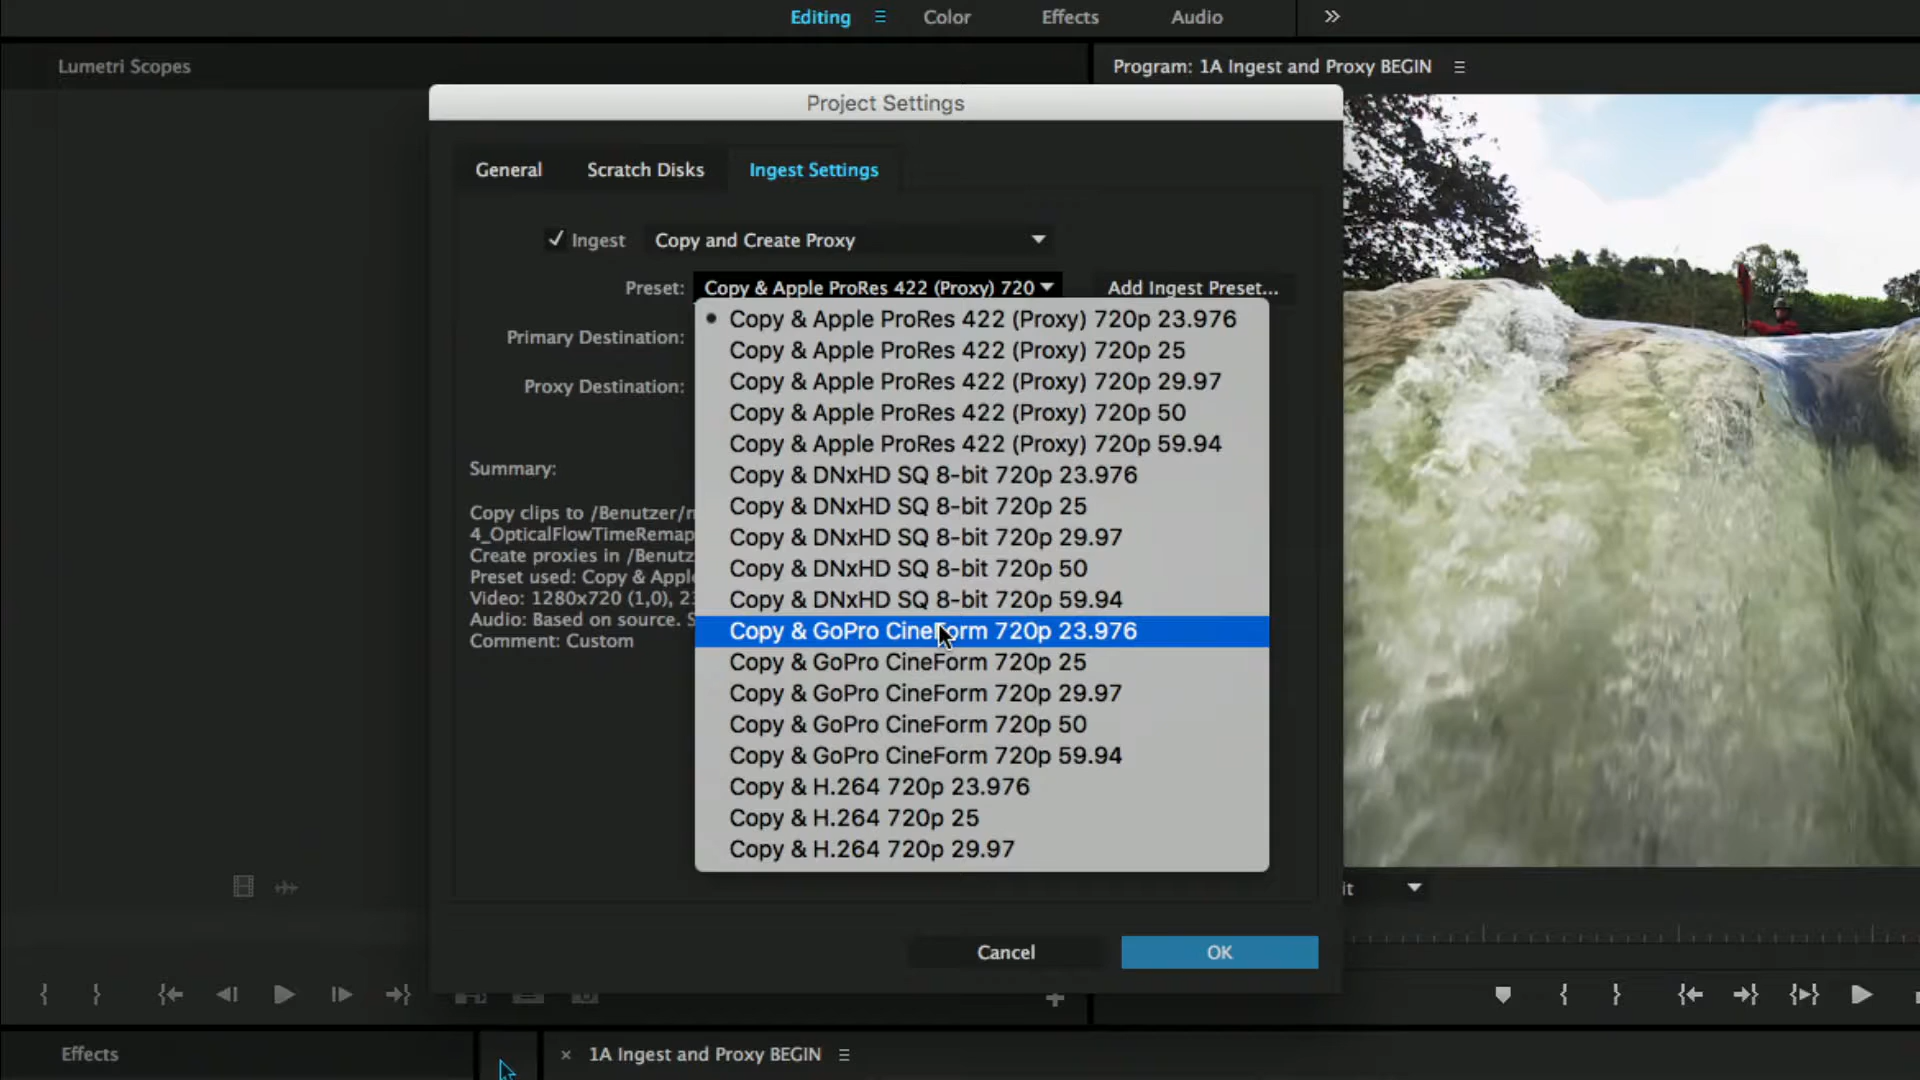 Editing
Color
Effects
Audio
Lumetri Scopes
Program: 1A Ingest and Proxy BEGIN
Project Settings
General
Scratch Disks
Ingest Settings
Ingest
Copy and Create Proxy
Preset:
Copy & Apple ProRes 422 (Proxy) 720
Add Ingest Preset...
Copy & Apple ProRes 422 (Proxy) 720p 23.976
Primary Destination:
Copy & Apple ProRes 422 (Proxy) 720p 25
Proxy Destination:
Copy & Apple ProRes 422 (Proxy) 720p 29.97
Copy & Apple ProRes 422 (Proxy) 720p 50
Copy & Apple ProRes 422 (Proxy) 720p 59.94
Copy & DNxHD SQ 8-bit 720p 23.976
Copy & DNxHD SQ 8-bit 720p 25
Copy & DNxHD SQ 8-bit 720p 29.97
Copy & DNxHD SQ 8-bit 720p 50
Copy & DNxHD SQ 8-bit 720p 59.94
Copy & GoPro CineForm 720p 23.976
Copy & GoPro CineForm 720p 25
Copy & GoPro CineForm 720p 29.97
Copy & GoPro CineForm 720p 50
Copy & GoPro CineForm 720p 59.94
Copy & H.264 720p 23.976
Copy & H.264 720p 25
Copy & H.264 720p 29.97
Summary:
Copy clips to /Benutzer/
4_OpticalFlowTimeRemap
Create proxies in /Benutz
Preset used: Copy & Appl
Video: 1280x720 (1,0), 2
Audio: Based on source. S
Comment: Custom
it
Cancel
OK
Effects
1A Ingest and Proxy BEGIN